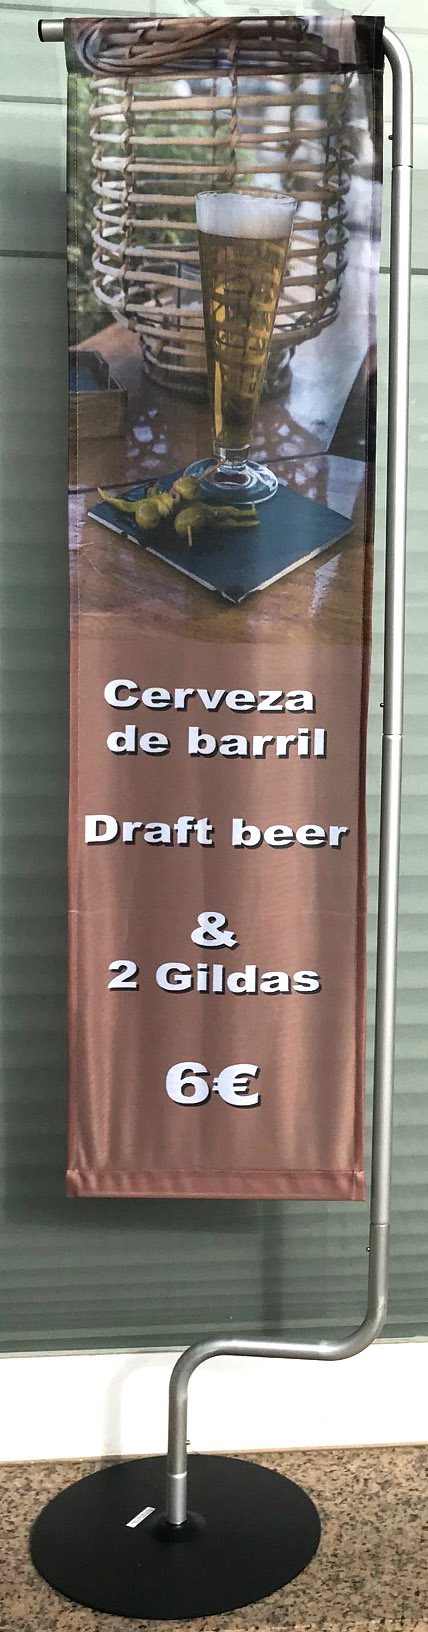 Cerveza
de barril
Draft beer
&
2 Gildas
6€